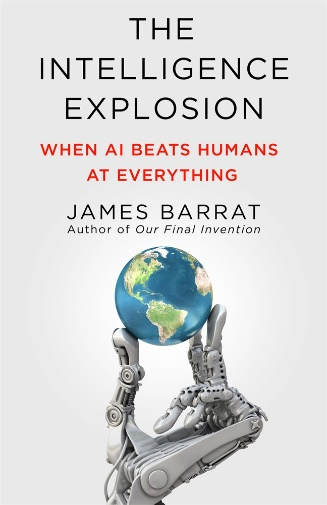 THE
INTELLIGENCE
EXPLOSION
WHEN AI BEATS HUMANS
AT EVERYTHING
JAMES BARRAT
Author of Our Final Invention